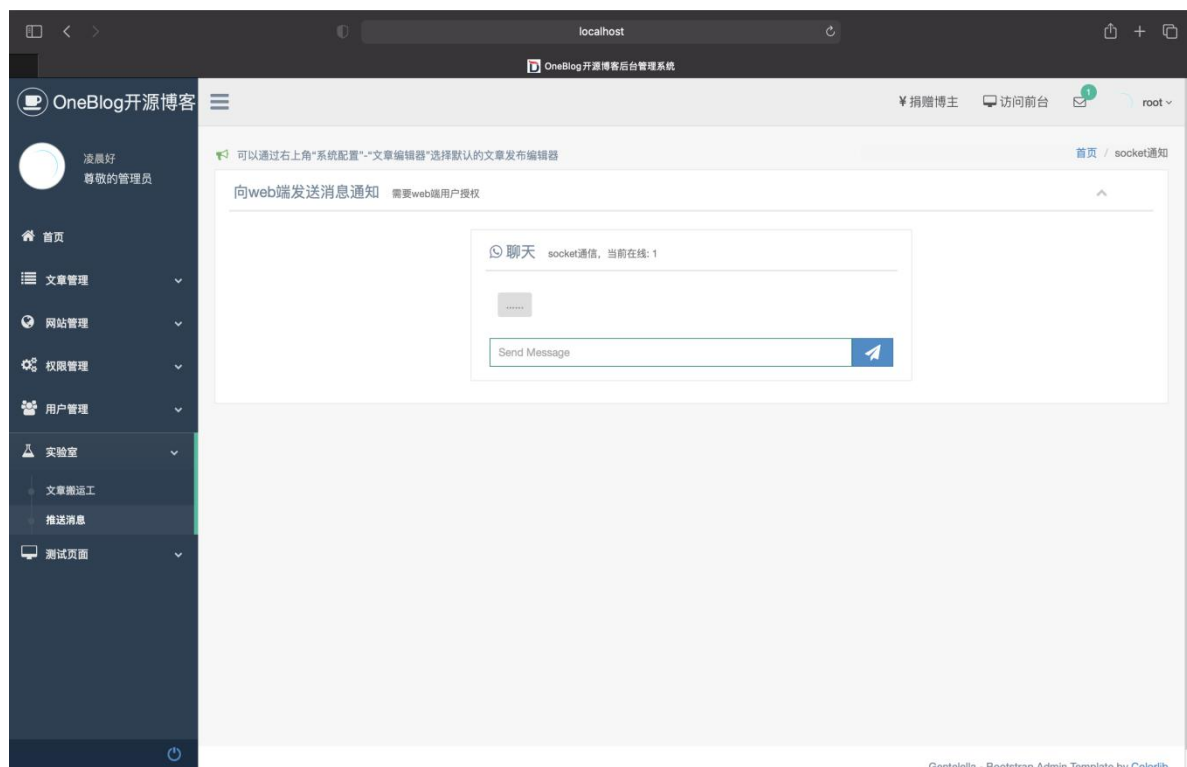 localhost
OneBlog开源博客后台管理系统
OneBlog开源博客
¥捐赠博主 访问前台 1 root
凌晨好
尊敬的管理员
可以通过右上角“系统配置”-“文章编辑器”选择默认的文章发布编辑器
首页 / socket通知
向web端发送消息通知 需要web端用户授权
首页
文章管理
网站管理
权限管理
用户管理
实验室
文章搬运工
推送消息
测试页面
聊天 socket通信，当前在线: 1
......
Send Message
Gentelella - Bootstrap Admin Template by Colorlib